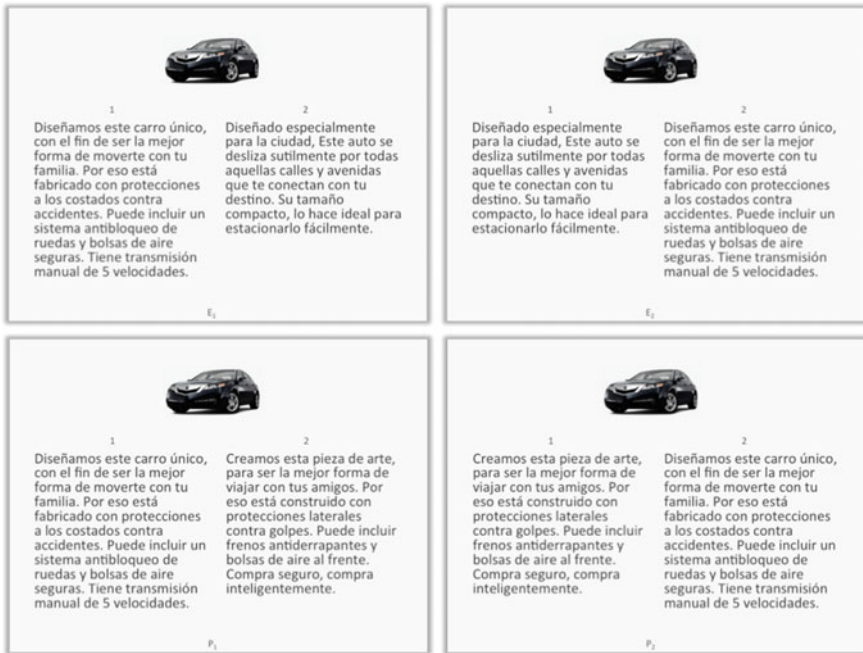 1
Diseñamos este carro único,
con el fin de ser la mejor
forma de moverte con tu
familia. Por eso está
fabricado con protecciones
a los costados contra
accidentes. Puede incluir un
sistema antibloqueo de
ruedas y bolsas de aire
seguras. Tiene transmisión
manual de 5 velocidades.
2
Diseñado especialmente
para la ciudad, Este auto se
desliza sutilmente por todas
aquellas calles y avenidas
que te conectan con tu
destino. Su tamaño
compacto, lo hace ideal para
estacionarlo fácilmente.
E₁
1
Diseñado especialmente
para la ciudad, Este auto se
desliza sutilmente por todas
aquellas calles y avenidas
que te conectan con tu
destino. Su tamaño
compacto, lo hace ideal para
estacionarlo fácilmente.
2
Diseñamos este carro único,
con el fin de ser la mejor
forma de moverte con tu
familia. Por eso está
fabricado con protecciones
a los costados contra
accidentes. Puede incluir un
sistema antibloqueo de
ruedas y bolsas de aire
seguras. Tiene transmisión
manual de 5 velocidades.
E₂
1
Diseñamos este carro único,
con el fin de ser la mejor
forma de moverte con tu
familia. Por eso está
fabricado con protecciones
a los costados contra
accidentes. Puede incluir un
sistema antibloqueo de
ruedas y bolsas de aire
seguras. Tiene transmisión
manual de 5 velocidades.
2
Creamos esta pieza de arte,
para ser la mejor forma de
viajar con tus amigos. Por
eso está construido con
protecciones laterales
contra golpes. Puede incluir
frenos antiderrapantes y
bolsas de aire al frente.
Compra seguro, compra
inteligentemente.
P₁
1
Creamos esta pieza de arte,
para ser la mejor forma de
viajar con tus amigos. Por
eso está construido con
protecciones laterales
contra golpes. Puede incluir
frenos antiderrapantes y
bolsas de aire al frente.
Compra seguro, compra
inteligentemente.
2
Diseñamos este carro único,
con el fin de ser la mejor
forma de moverte con tu
familia. Por eso está
fabricado con protecciones
a los costados contra
accidentes. Puede incluir un
sistema antibloqueo de
ruedas y bolsas de aire
seguras. Tiene transmisión
manual de 5 velocidades.
P₂